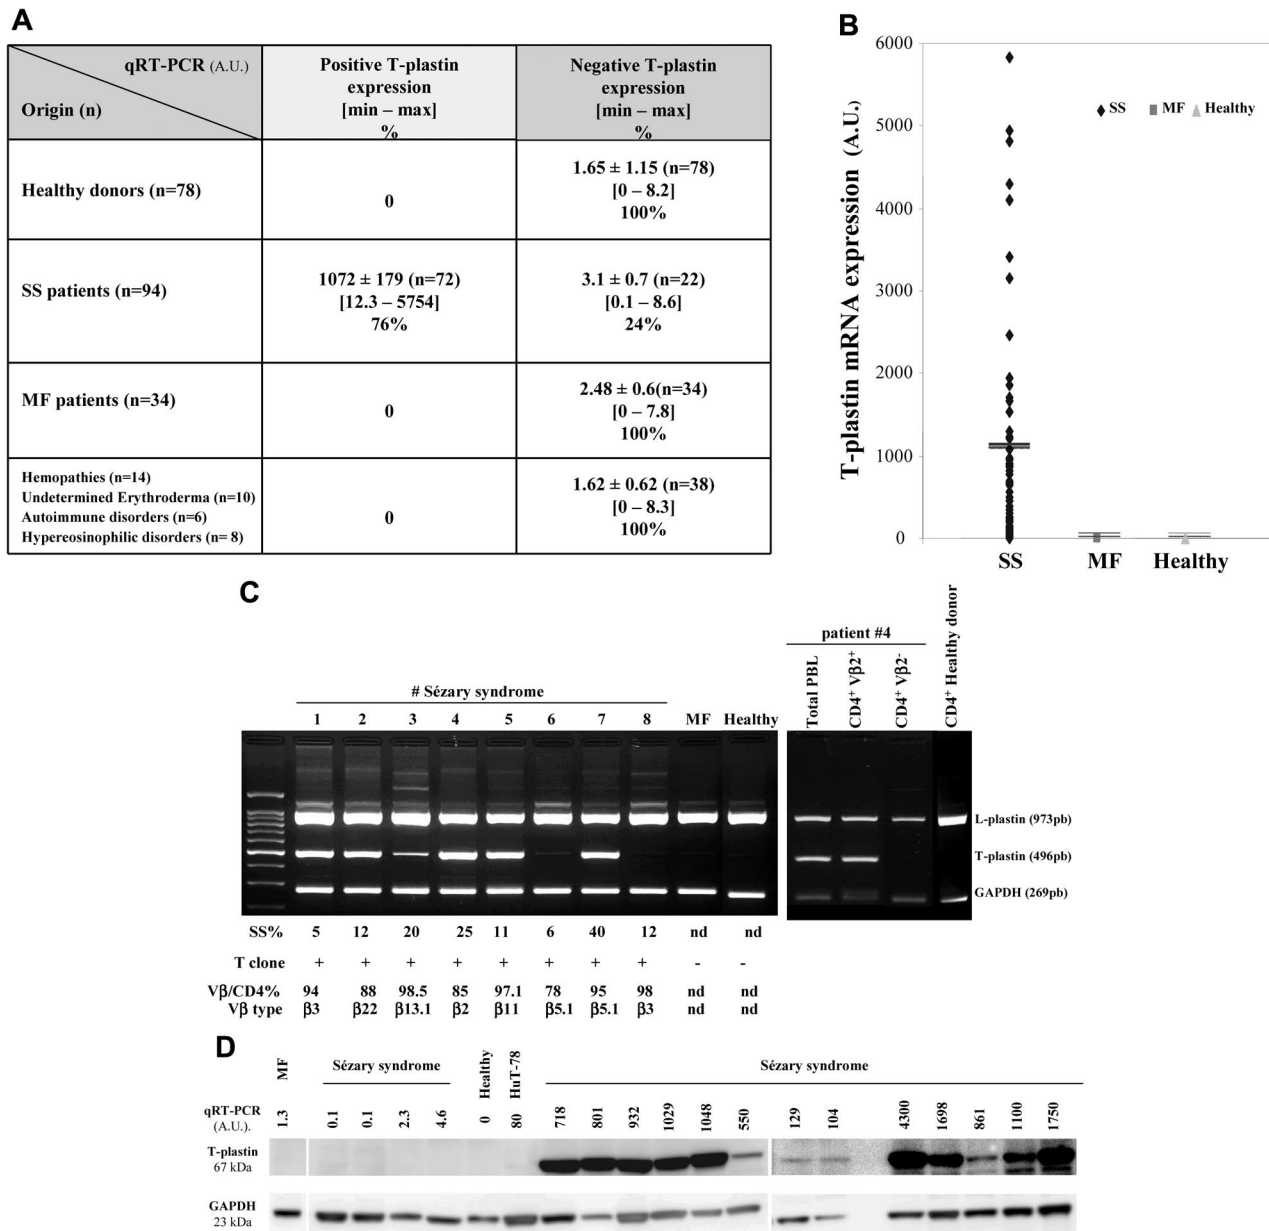 A
qRT-PCR (A.U.)
Origin (n)
Positive T-plastin
expression
[min – max]
%
Negative T-plastin
expression
[min – max]
%
Healthy donors (n=78)
0
1.65 ± 1.15 (n=78)
[0 – 8.2]
100%
SS patients (n=94)
1072 ± 179 (n=72)
[12.3 – 5754]
76%
3.1 ± 0.7 (n=22)
[0.1 – 8.6]
24%
MF patients (n=34)
0
2.48 ± 0.6(n=34)
[0 – 7.8]
100%
Hemopathies (n=14)
Undetermined Erythroderma (n=10)
Autoimmune disorders (n=6)
Hypereosinophilic disorders (n= 8)
0
1.62 ± 0.62 (n=38)
[0 – 8.3]
100%
B
T-plastin mRNA expression (A.U.)
6000
5000
4000
3000
2000
1000
0
SS MF Healthy
SS MF Healthy
C
# Sézary syndrome
1 2 3 4 5 6 7 8 MF Healthy
patient #4
Total PBL
CD4⁺ Vβ2⁺
CD4⁺ Vβ2⁻
CD4⁺ Healthy donor
L-plastin (973pb)
T-plastin (496pb)
GAPDH (269pb)
SS% 5 12 20 25 11 6 40 12 nd nd
T clone + + + + + + + + - -
Vβ/CD4% 94 88 98.5 85 97.1 78 95 98 nd nd
Vβ type β3 β22 β13.1 β2 β11 β5.1 β5.1 β3 nd nd
D
MF
Sézary syndrome
Healthy
HuT-78
Sézary syndrome
qRT-PCR
(A.U.).
1.3 0.1 0.1 2.3 4.6 0 80 718 801 932 1029 1048 550 129 104 4300 1698 861 1100 1750
T-plastin
67 kDa
GAPDH
23 kDa